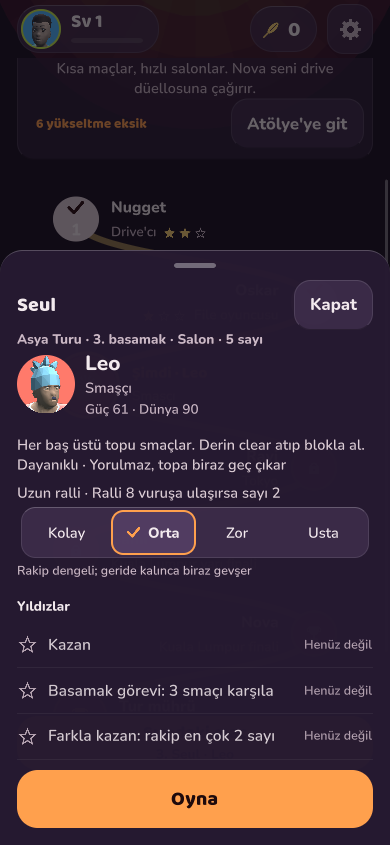 Sv 1
0
Kısa maçlar, hızlı salonlar. Nova seni drive
düellosuna çağırır.
6 yükseltme eksik
Atölye'ye git
1
Nugget
Drive'cı
Seul
Kapat
Asya Turu · 3. basamak · Salon · 5 sayı
Leo
Smaşçı
Güç 61 · Dünya 90
Her baş üstü topu smaçlar. Derin clear atıp blokla al.
Dayanıklı · Yorulmaz, topa biraz geç çıkar
Uzun ralli · Ralli 8 vuruşa ulaşırsa sayı 2
Kolay
Orta
Zor
Usta
Rakip dengeli; geride kalınca biraz gevşer
Yıldızlar
Kazan
Henüz değil
Basamak görevi: 3 smaçı karşıla
Henüz değil
Farkla kazan: rakip en çok 2 sayı
Henüz değil
Oyna